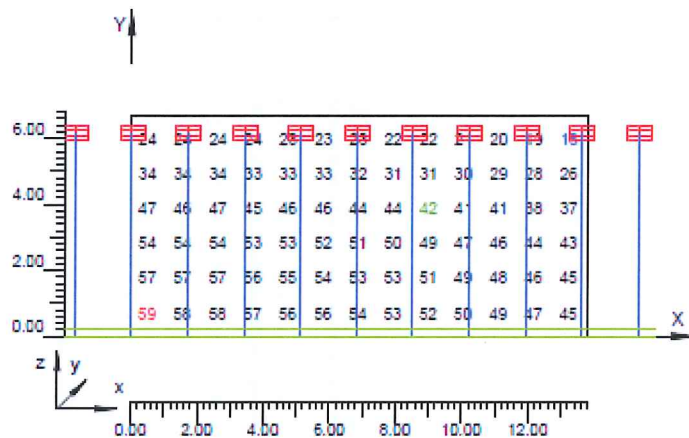 Y
6.00 24 24 24 24 23 23 22 22 20 19
34 34 34 33 33 33 32 31 31 30 29 28 26
4.00 47 46 47 45 46 46 44 44 42 41 41 38 37
54 54 54 53 53 52 51 50 49 47 46 44 43
2.00
57 57 57 56 55 54 53 53 51 49 48 46 45
59 58 58 57 56 56 54 53 52 50 49 47 45
0.00 X
z y
x
0.00 2.00 4.00 6.00 8.00 10.00 12.00